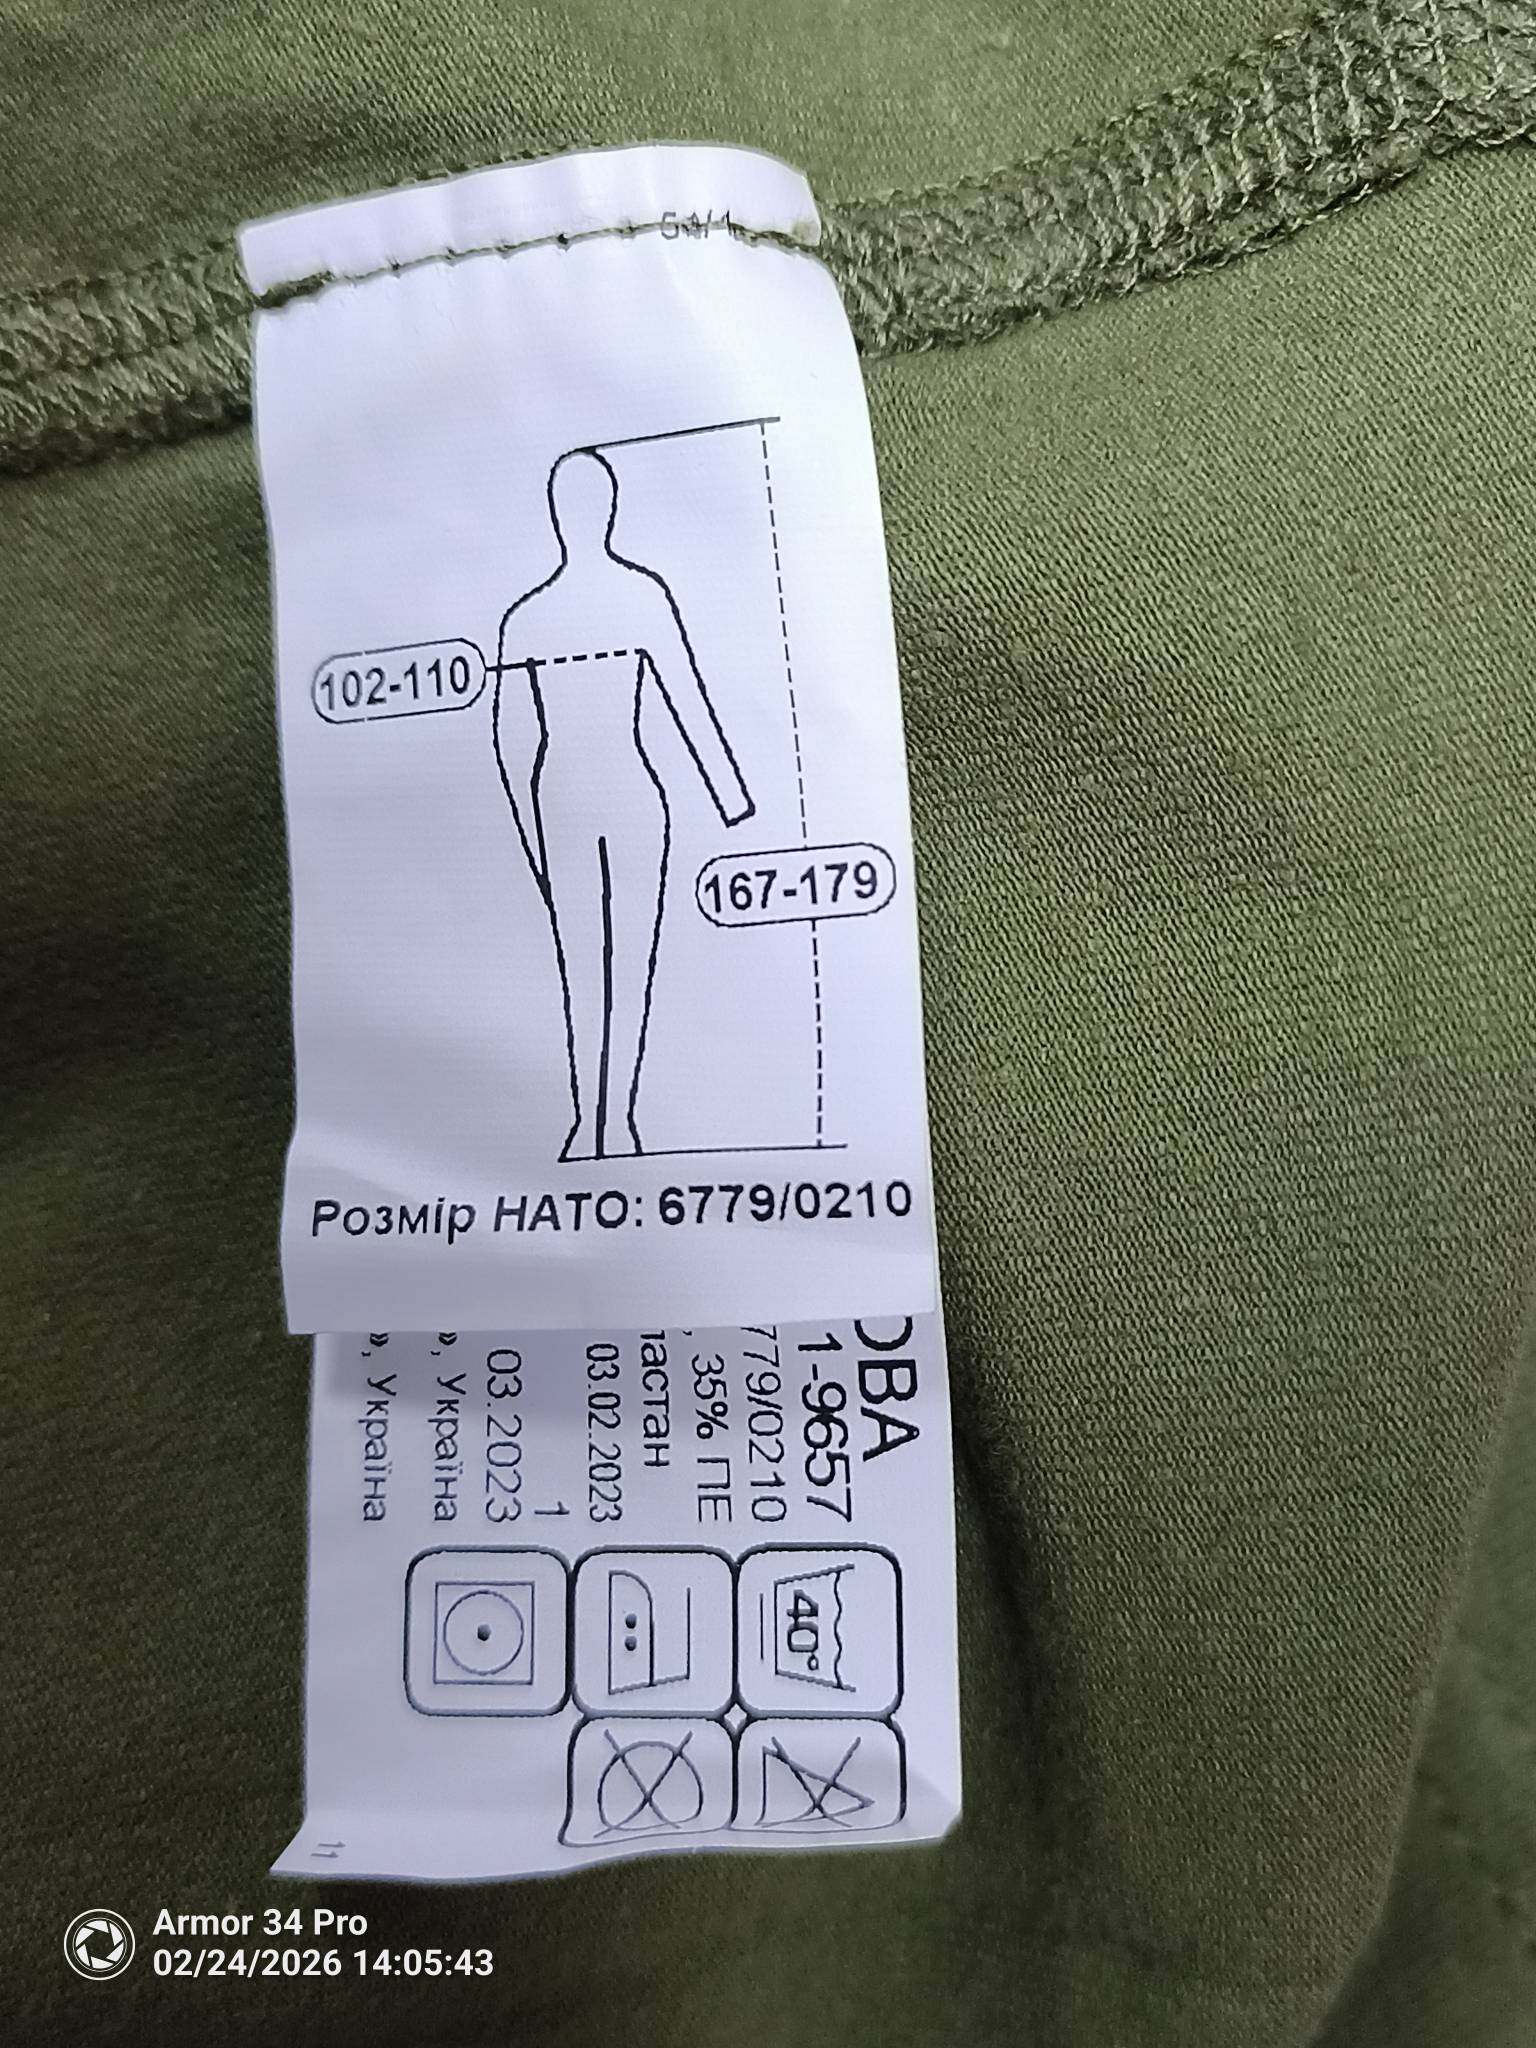 102-110
167-179
Розмір НАТО: 6779/0210
ОВА
1-9657
779/0210
, 35% ПЕ
ластан
03.02.2023
1
03.2023
», Україна
», Україна
40°
11
Armor 34 Pro
02/24/2026 14:05:43